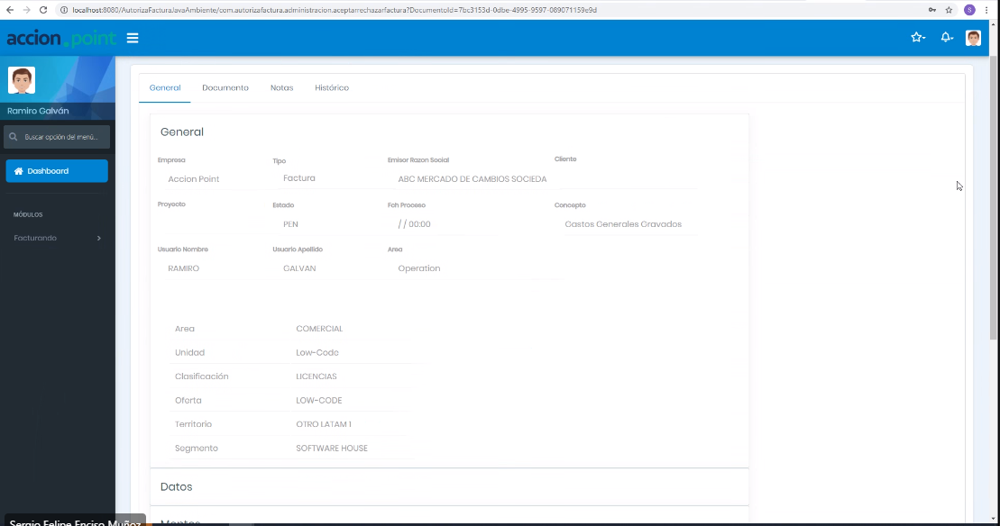 localhost:8080/AutorizaFacturaJavaAmbiente/com.autorizafactura.administracion.aceptarrechazarfactura?DocumentoId=7bc3153d-0dbe-4995-9597-089071159e9d
S
accion.point
Ramiro Galván
Buscar opción del menú...
Dashboard
MÓDULOS
Facturando
General Documento Notas Histórico
General
Empresa Tipo Emisor Razon Social Cliente
Accion Point Factura ABC MERCADO DE CAMBIOS SOCIEDA
Proyecto Estado Fch Proceso Concepto
PEN / / 00:00 Gastos Generales Gravados
Usuario Nombre Usuario Apellido Area
RAMIRO GALVAN Operation
Area COMERCIAL
Unidad Low-Code
Clasificación LICENCIAS
Oferta LOW-CODE
Territorio OTRO LATAM 1
Segmento SOFTWARE HOUSE
Datos
Montos
Sergio Felipe Enciso Muñoz